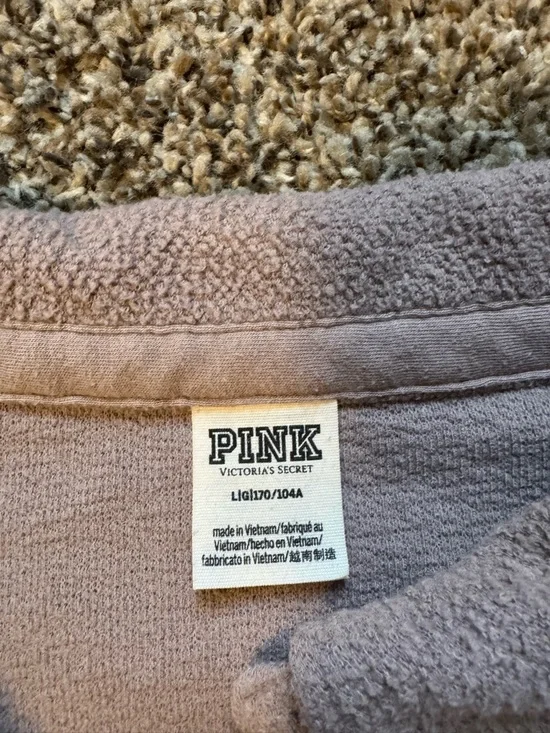 PINK
VICTORIA'S SECRET
L|G|170/104A
made in Vietnam/fabriqué au
Vietnam/hecho en Vietnam/
fabbricato in Vietnam/越南制造